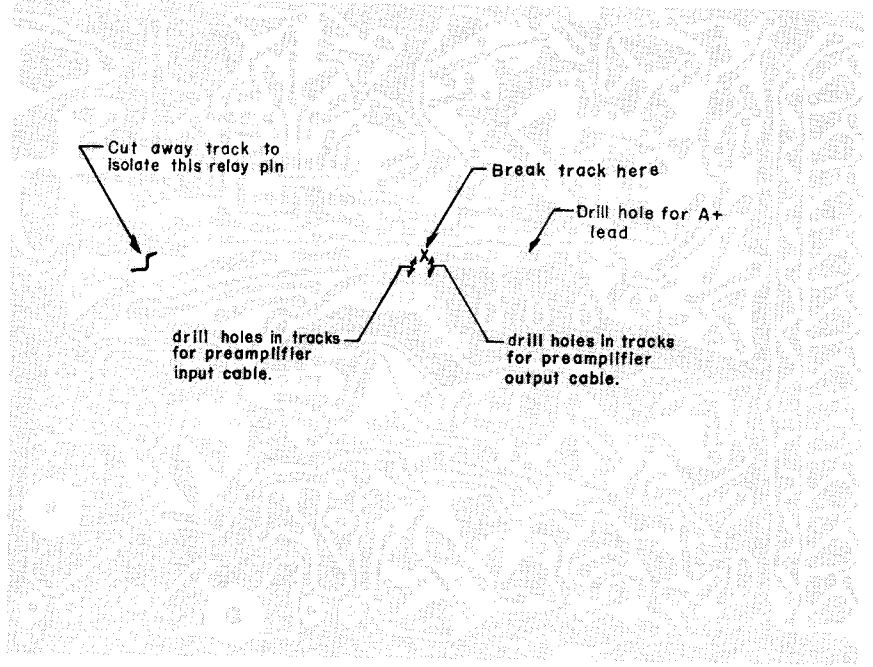 Cut away track to
isolate this relay pin
Break track here
Drill hole for A+
lead
X
drill holes in tracks
for preamplifier
input cable.
drill holes in tracks
for preamplifier
output cable.